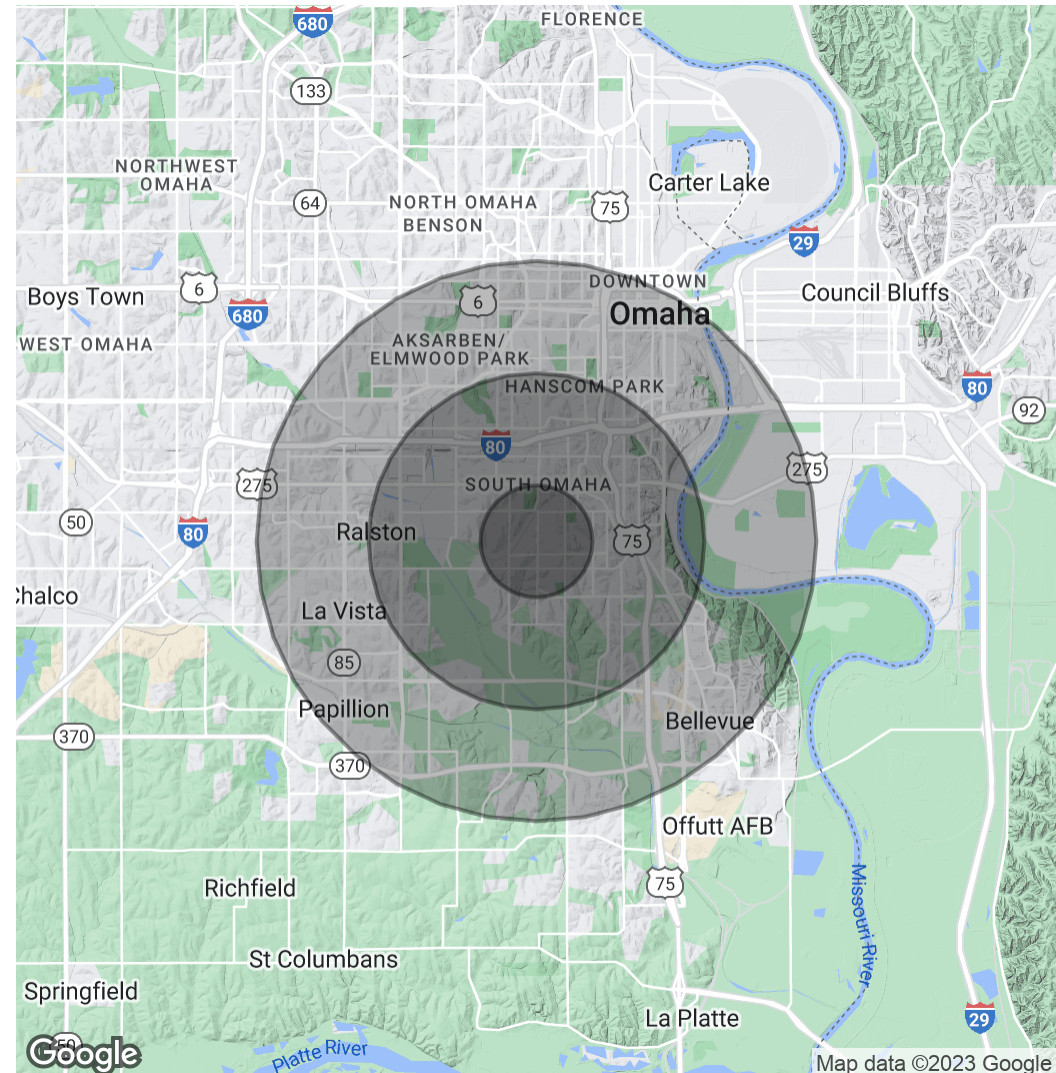 FLORENCE
680
133
NORTHWEST
OMAHA
64
NORTH OMAHA
BENSON
75
Carter Lake
29
6
Boys Town
680
6
DOWNTOWN
Omaha
Council Bluffs
WEST OMAHA
AKSARBEN/
ELMWOOD PARK
HANSCOM PARK
80
92
80
275
275
SOUTH OMAHA
50
80
Ralston
75
Chalco
La Vista
85
Papillion
Bellevue
370
370
Offutt AFB
75
Richfield
Missouri River
St Columbans
Springfield
La Platte
29
50
Google
Platte River
Map data ©2023 Google